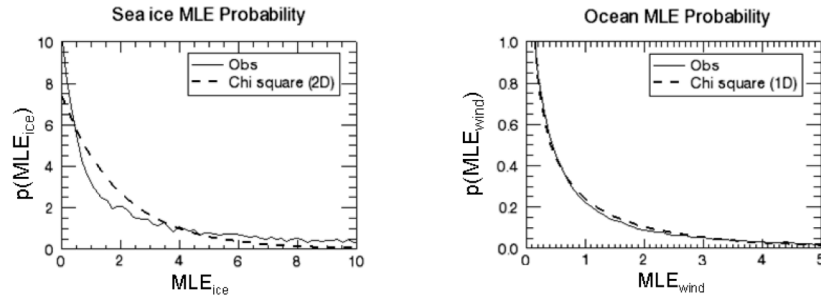 Sea ice MLE Probability
10
8
6
4
2
0
p(MLEice)
Obs
Chi square (2D)
0 2 4 6 8 10
MLEice
Ocean MLE Probability
1.0
0.8
0.6
0.4
0.2
0.0
p(MLEwind)
Obs
Chi square (1D)
0 1 2 3 4 5
MLEwind